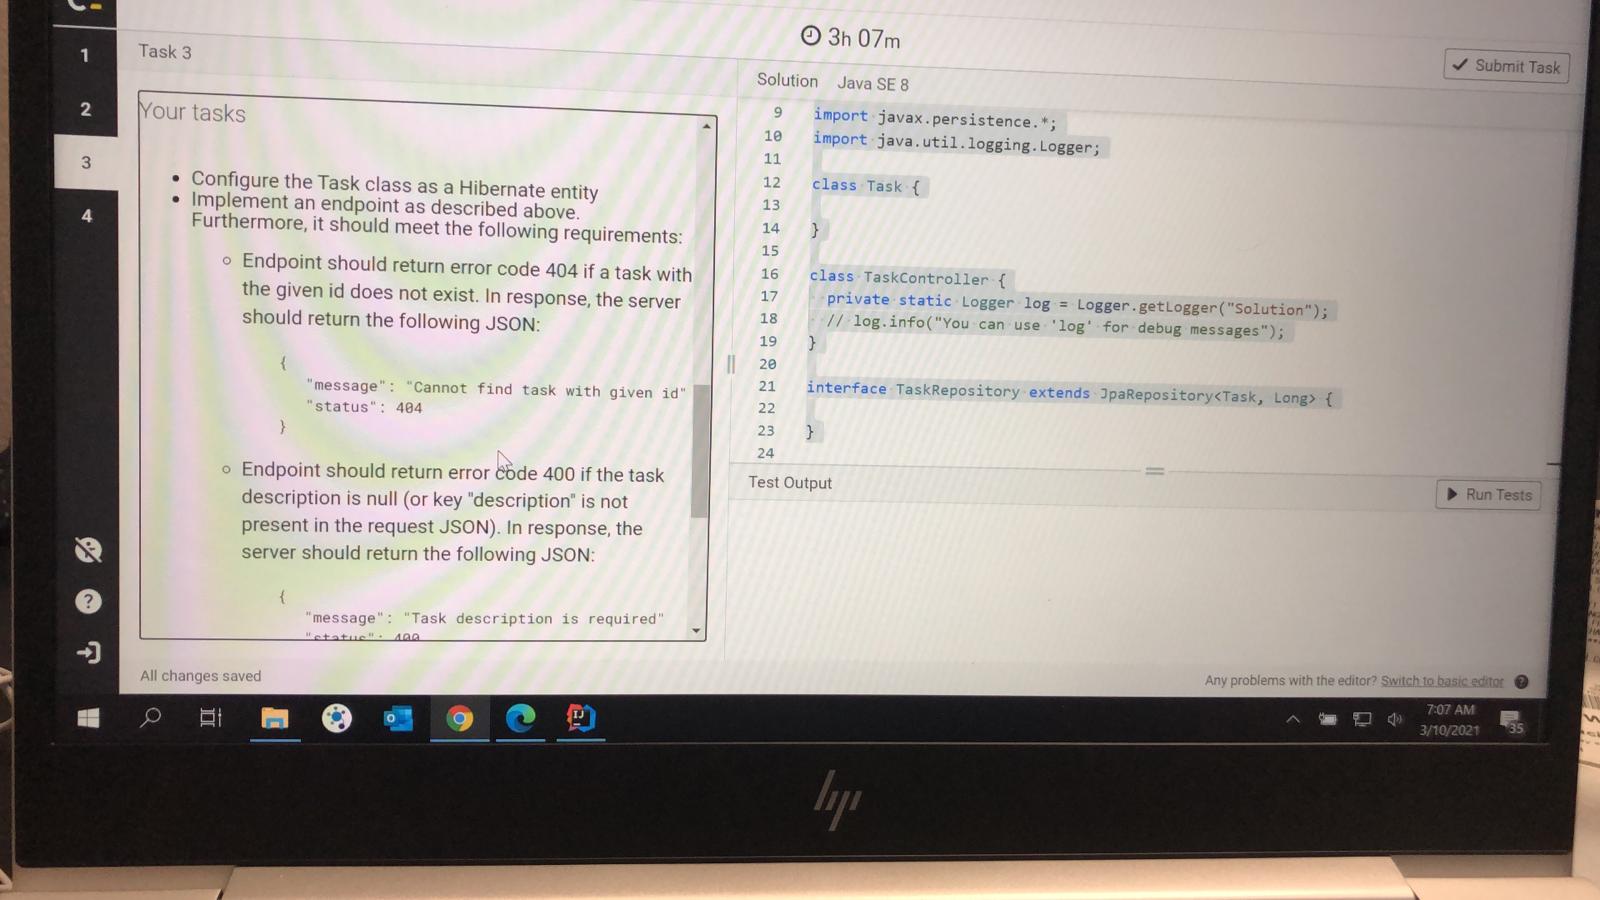 3h 07m
Submit Task
1
2
3
4
Task 3
Your tasks
Configure the Task class as a Hibernate entity
Implement an endpoint as described above.
Furthermore, it should meet the following requirements:
Endpoint should return error code 404 if a task with
the given id does not exist. In response, the server
should return the following JSON:
{
"message": "Cannot find task with given id"
"status": 404
}
Endpoint should return error code 400 if the task
description is null (or key "description" is not
present in the request JSON). In response, the
server should return the following JSON:
{
"message": "Task description is required"
"status": 400
All changes saved
Solution Java SE 8
9 import javax.persistence.*;
10 import java.util.logging.Logger;
11
12 class Task {
13
14 }
15
16 class TaskController {
17 private static Logger log = Logger.getLogger("Solution");
18 // log.info("You can use 'log' for debug messages");
19 }
20
21 interface TaskRepository extends JpaRepository<Task, Long> {
22
23 }
24
Test Output
Run Tests
Any problems with the editor? Switch to basic editor ?
7:07 AM
3/10/2021
35
hp